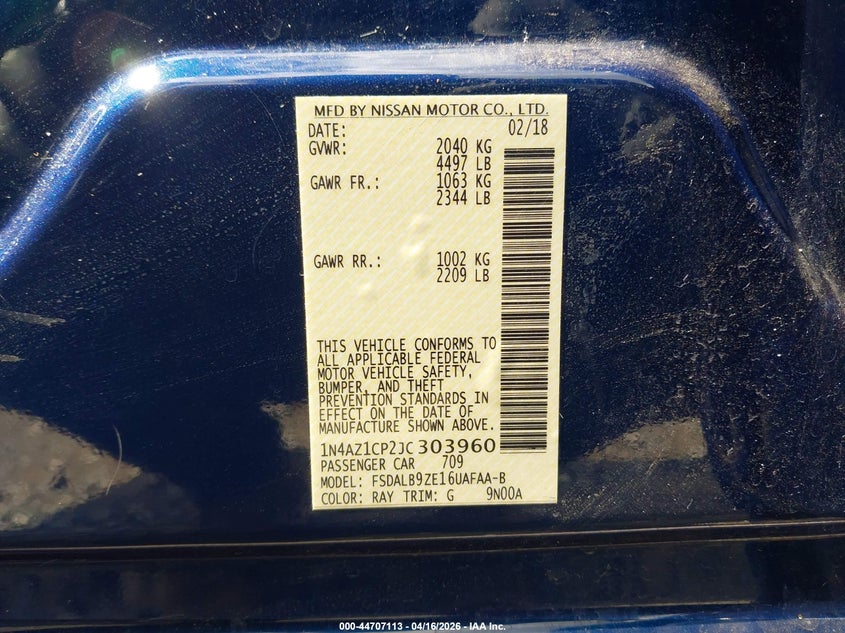 MFD BY NISSAN MOTOR CO., LTD.
DATE: 02/18
GVWR: 2040 KG
4497 LB
GAWR FR.: 1063 KG
2344 LB
GAWR RR.: 1002 KG
2209 LB
THIS VEHICLE CONFORMS TO
ALL APPLICABLE FEDERAL
MOTOR VEHICLE SAFETY,
BUMPER, AND THEFT
PREVENTION STANDARDS IN
EFFECT ON THE DATE OF
MANUFACTURE SHOWN ABOVE.
1N4AZ1CP2JC303960
PASSENGER CAR 709
MODEL: FSDALB9ZE16UAFAA-B
COLOR: RAY TRIM: G 9N00A
000-44707113 - 04/16/2026 - IAA Inc.